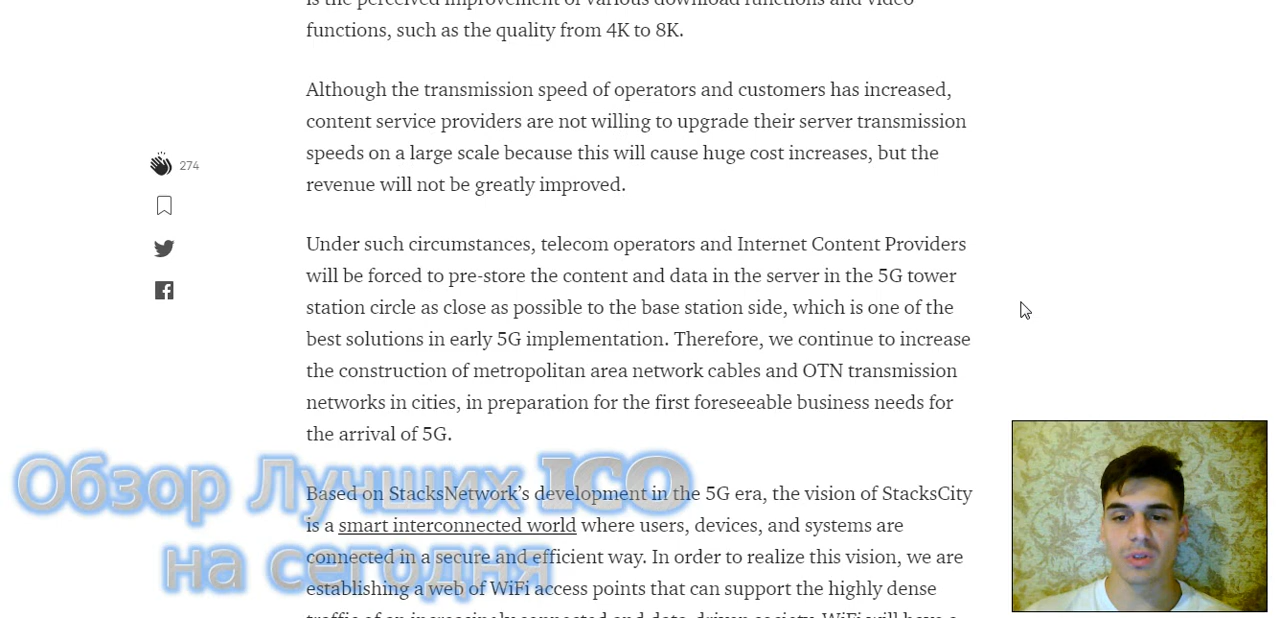 functions, such as the quality from 4K to 8K.
Although the transmission speed of operators and customers has increased,
content service providers are not willing to upgrade their server transmission
speeds on a large scale because this will cause huge cost increases, but the
revenue will not be greatly improved.
274
Under such circumstances, telecom operators and Internet Content Providers
will be forced to pre-store the content and data in the server in the 5G tower
station circle as close as possible to the base station side, which is one of the
best solutions in early 5G implementation. Therefore, we continue to increase
the construction of metropolitan area network cables and OTN transmission
networks in cities, in preparation for the first foreseeable business needs for
the arrival of 5G.
Based on StacksNetwork’s development in the 5G era, the vision of StacksCity
is a smart interconnected world where users, devices, and systems are
connected in a secure and efficient way. In order to realize this vision, we are
establishing a web of WiFi access points that can support the highly dense
Обзор Лучших ICO
на сегодня